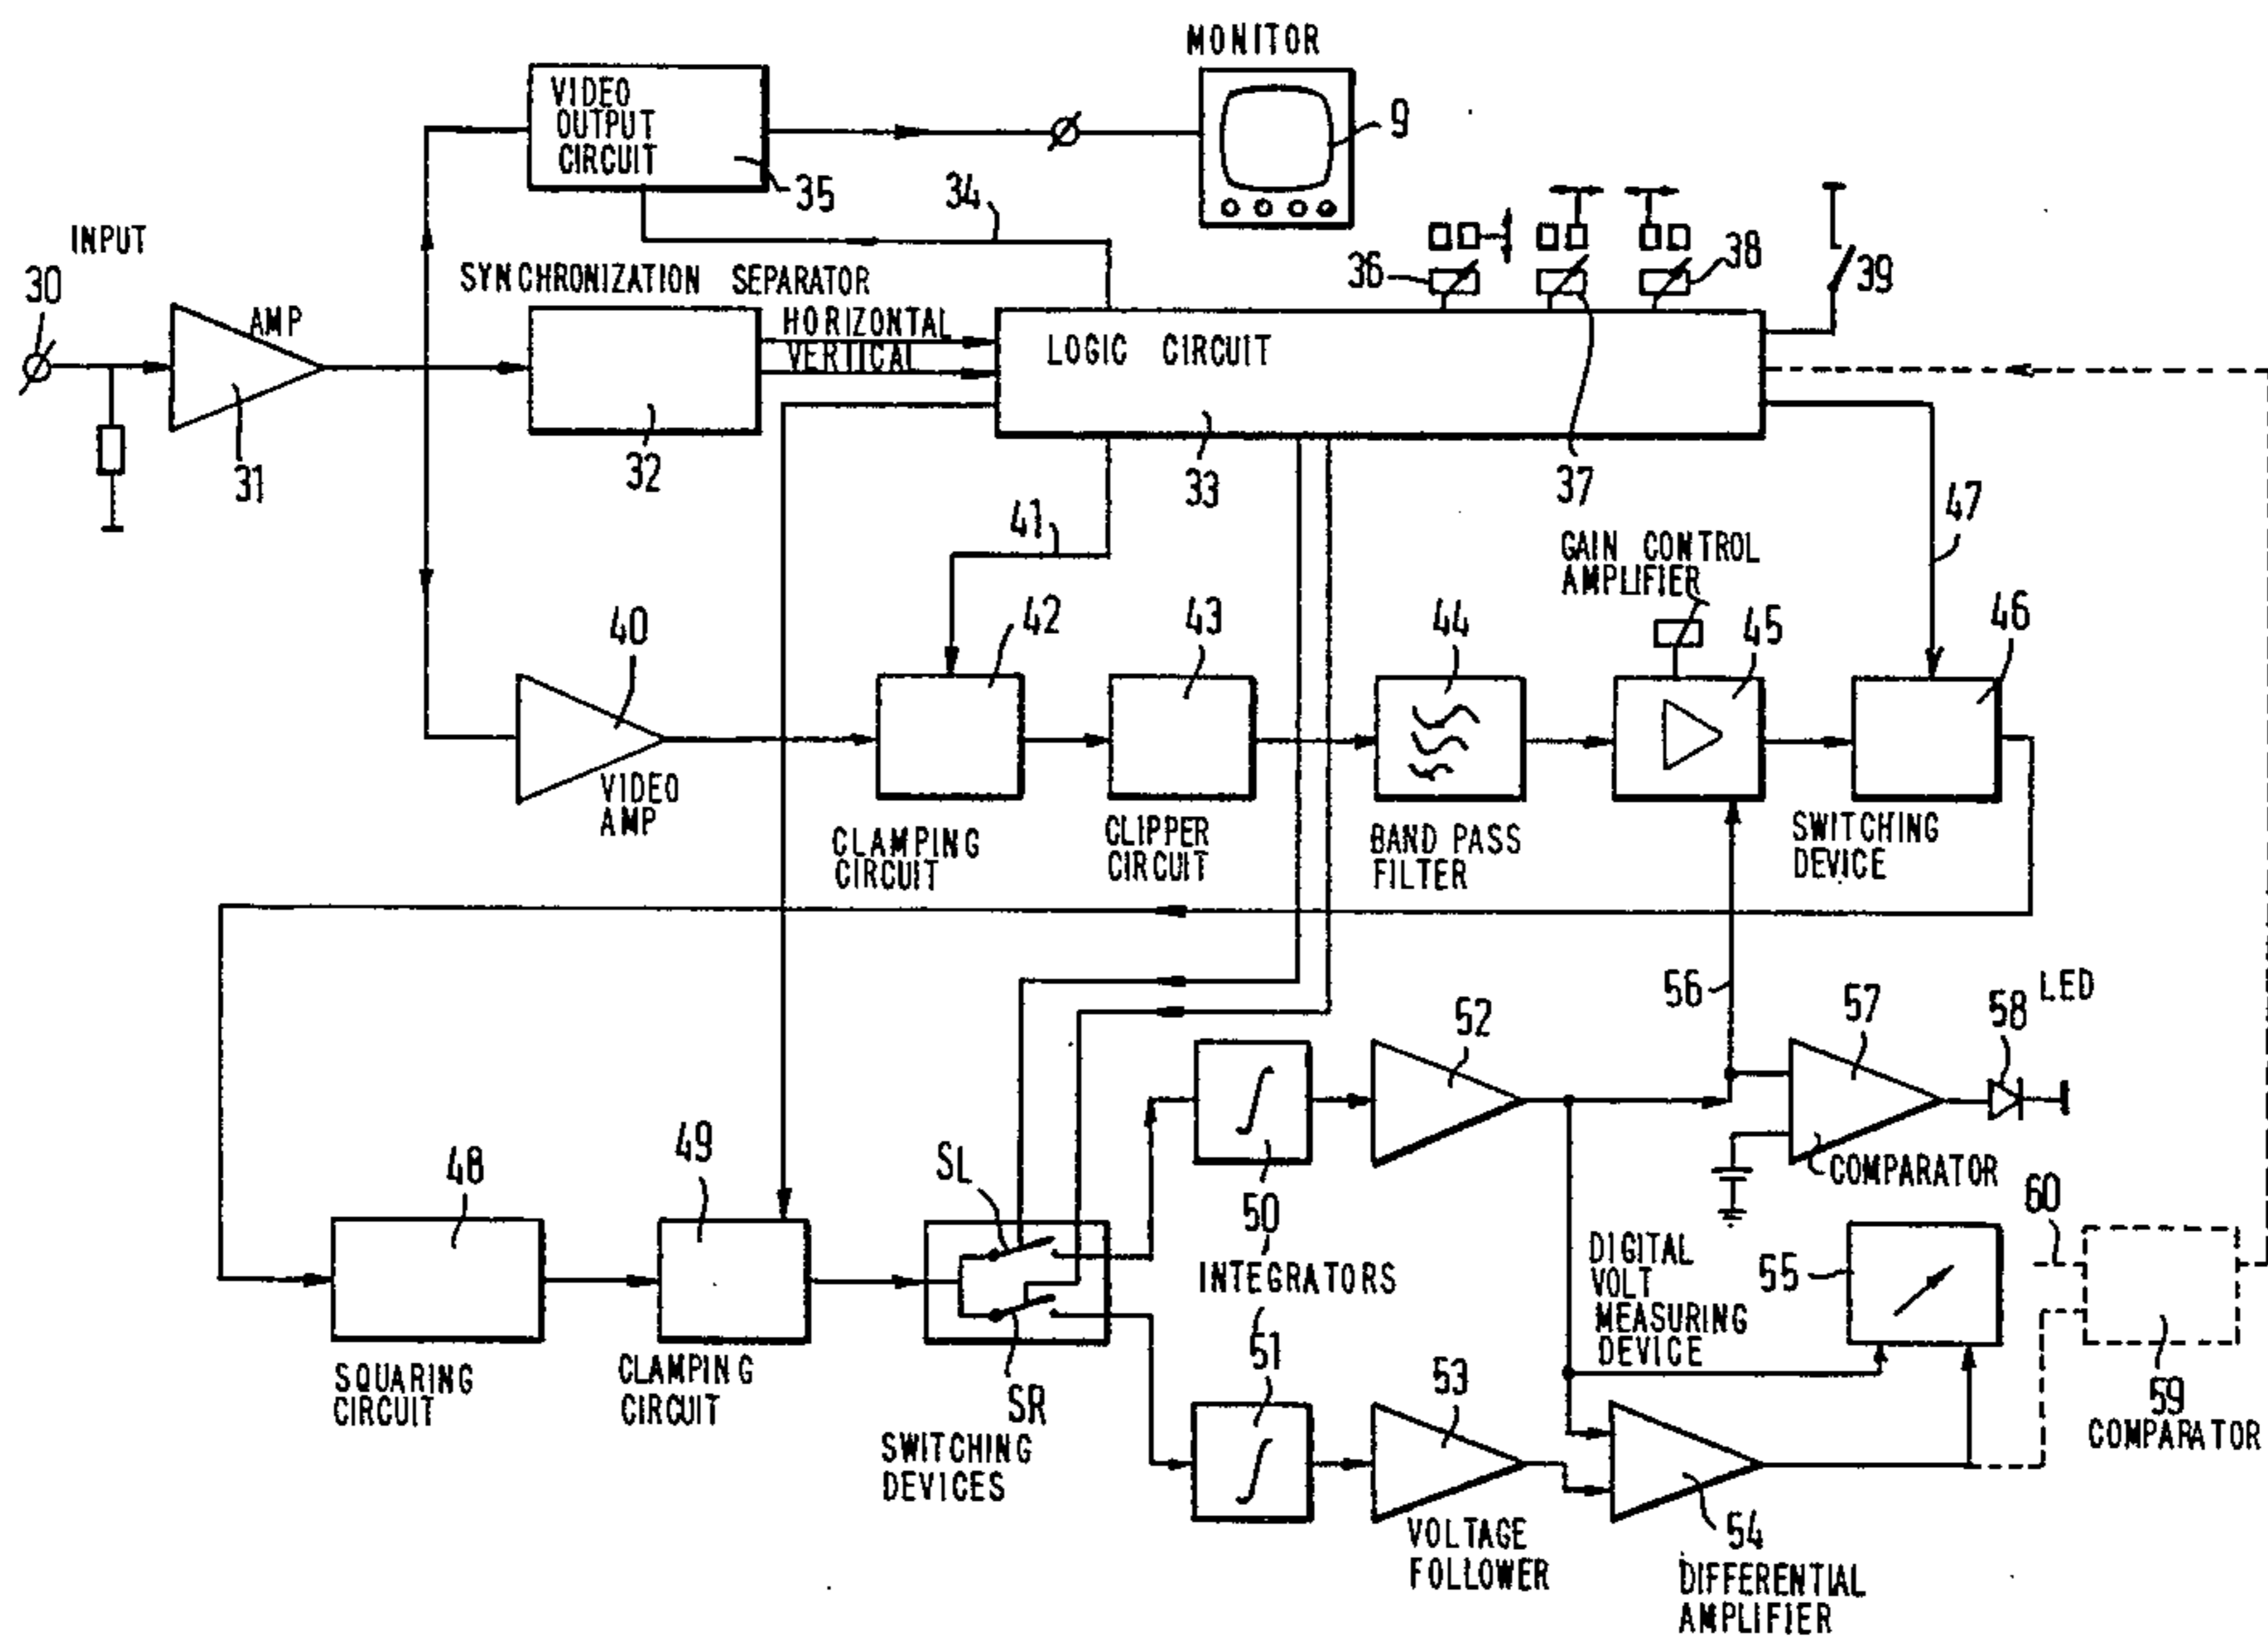 MONITOR
VIDEO
OUTPUT
CIRCUIT
35
9
34
INPUT
30
AMP
31
SYNCHRONIZATION SEPARATOR
32
HORIZONTAL
VERTICAL
LOGIC CIRCUIT
33
36
37
38
39
41
47
GAIN CONTROL
AMPLIFIER
40
VIDEO
AMP
42
CLAMPING
CIRCUIT
43
CLIPPER
CIRCUIT
44
BAND PASS
FILTER
45
46
SWITCHING
DEVICE
56
52
57
58
LED
COMPARATOR
48
SQUARING
CIRCUIT
49
CLAMPING
CIRCUIT
SL
SR
SWITCHING
DEVICES
50
INTEGRATORS
51
53
VOLTAGE
FOLLOWER
DIGITAL
VOLT
MEASURING
DEVICE
55
60
59
COMPARATOR
54
DIFFERENTIAL
AMPLIFIER